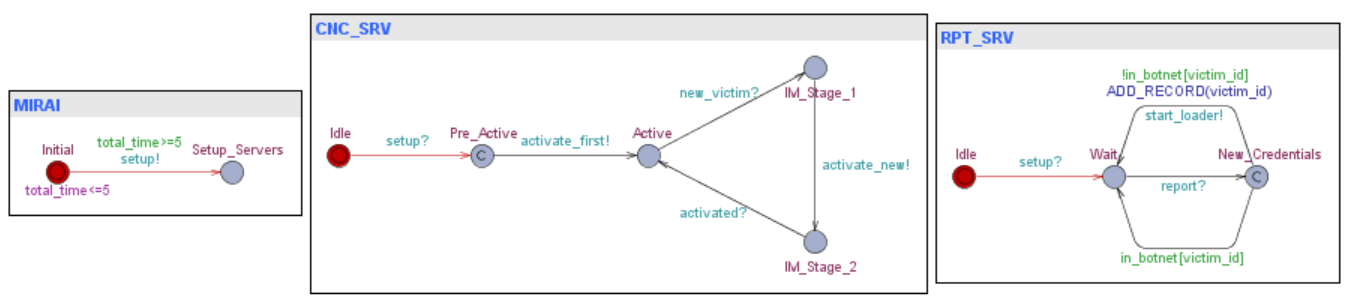 MIRAI
Initial
total_time>=5
setup!
Setup_Servers
total_time<=5
CNC_SRV
Idle
setup?
Pre_Active
C
activate_first!
Active
new_victim?
IM_Stage_1
activate_new!
activated?
IM_Stage_2
RPT_SRV
Idle
setup?
Wait
!in_botnet[victim_id]
ADD_RECORD(victim_id)
start_loader!
New_Credentials
C
report?
in_botnet[victim_id]